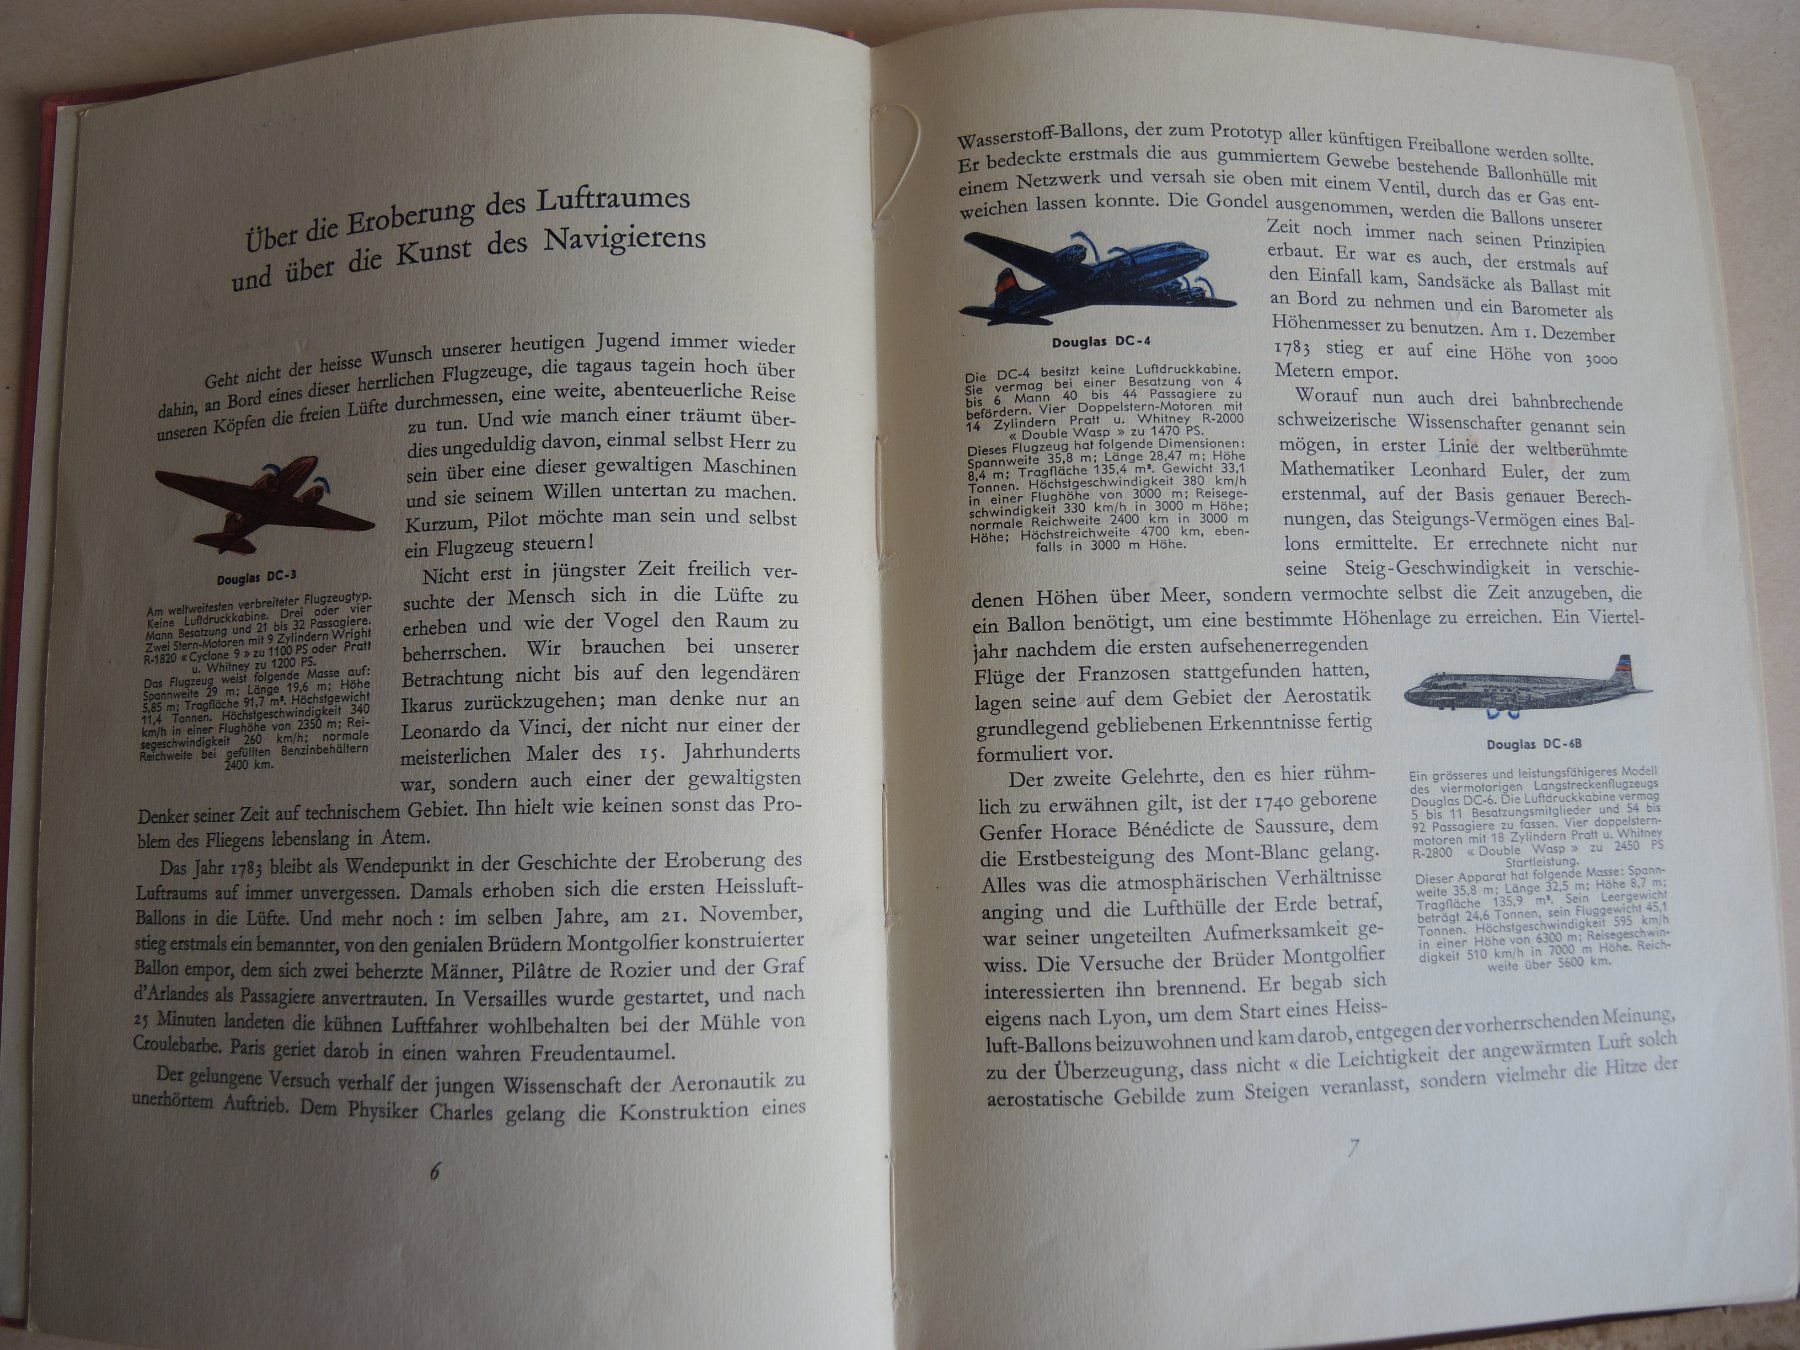 Über die Eroberung des Luftraumes
und über die Kunst des Navigierens
Geht nicht der heisse Wunsch unserer heutigen Jugend immer wieder
dahin, an Bord eines dieser herrlichen Flugzeuge, die tagaus tagein hoch über
unseren Köpfen die freien Lüfte durchmessen, eine weite, abenteuerliche Reise
zu tun. Und wie manch einer träumt über-
dies ungeduldig davon, einmal selbst Herr zu
sein über eine dieser gewaltigen Maschinen
und sie seinem Willen untertan zu machen.
Kurzum, Pilot möchte man sein und selbst
ein Flugzeug steuern!
Douglas DC-3
Am weltweitesten verbreiteter Flugzeugtyp.
Keine Luftdruckkabine. Drei oder vier
Mann Besatzung und 21 bis 32 Passagiere.
Zwei Stern-Motoren mit 9 Zylindern Wright
R-1820 « Cyclone 9 » zu 1100 PS oder Pratt
u. Whitney zu 1200 PS.
Das Flugzeug weist folgende Masse auf:
Spannweite 29 m; Länge 19,6 m; Höhe
5,85 m; Tragfläche 91,7 m². Höchstgewicht
11,4 Tonnen. Höchstgeschwindigkeit 340
km/h in einer Flughöhe von 2350 m; Rei-
segeschwindigkeit 260 km/h; normale
Reichweite bei gefüllten Benzinbehältern
2400 km.
Nicht erst in jüngster Zeit freilich ver-
suchte der Mensch sich in die Lüfte zu
erheben und wie der Vogel den Raum zu
beherrschen. Wir brauchen bei unserer
Betrachtung nicht bis auf den legendären
Ikarus zurückzugehen; man denke nur an
Leonardo da Vinci, der nicht nur einer der
meisterlichen Maler des 15. Jahrhunderts
war, sondern auch einer der gewaltigsten
Denker seiner Zeit auf technischem Gebiet. Ihn hielt wie keinen sonst das Pro-
blem des Fliegens lebenslang in Atem.
Das Jahr 1783 bleibt als Wendepunkt in der Geschichte der Eroberung des
Luftraums auf immer unvergessen. Damals erhoben sich die ersten Heissluft-
Ballons in die Lüfte. Und mehr noch : im selben Jahre, am 21. November,
stieg erstmals ein bemannter, von den genialen Brüdern Montgolfier konstruierter
Ballon empor, dem sich zwei beherzte Männer, Pilâtre de Rozier und der Graf
d'Arlandes als Passagiere anvertrauten. In Versailles wurde gestartet, und nach
25 Minuten landeten die kühnen Luftfahrer wohlbehalten bei der Mühle von
Croulebarbe. Paris geriet darob in einen wahren Freudentaumel.
Der gelungene Versuch verhalf der jungen Wissenschaft der Aeronautik zu
unerhörtem Auftrieb. Dem Physiker Charles gelang die Konstruktion eines
6
Wasserstoff-Ballons, der zum Prototyp aller künftigen Freiballone werden sollte.
Er bedeckte erstmals die aus gummiertem Gewebe bestehende Ballonhülle mit
einem Netzwerk und versah sie oben mit einem Ventil, durch das er Gas ent-
weichen lassen konnte. Die Gondel ausgenommen, werden die Ballons unserer
Zeit noch immer nach seinen Prinzipien
erbaut. Er war es auch, der erstmals auf
den Einfall kam, Sandsäcke als Ballast mit
an Bord zu nehmen und ein Barometer als
Höhenmesser zu benutzen. Am 1. Dezember
1783 stieg er auf eine Höhe von 3000
Metern empor.
Douglas DC-4
Die DC-4 besitzt keine Luftdruckkabine.
Sie vermag bei einer Besatzung von 4
bis 6 Mann 40 bis 44 Passagiere zu
befördern. Vier Doppelstern-Motoren mit
14 Zylindern Pratt u. Whitney R-2000
« Double Wasp » zu 1470 PS.
Dieses Flugzeug hat folgende Dimensionen:
Spannweite 35,8 m; Länge 28,47 m; Höhe
8,4 m; Tragfläche 135,4 m². Gewicht 33,1
Tonnen. Höchstgeschwindigkeit 380 km/h
in einer Flughöhe von 3000 m; Reisege-
schwindigkeit 330 km/h in 3000 m Höhe;
normale Reichweite 2400 km in 3000 m
Höhe; Höchstreichweite 4700 km, eben-
falls in 3000 m Höhe.
Worauf nun auch drei bahnbrechende
schweizerische Wissenschafter genannt sein
mögen, in erster Linie der weltberühmte
Mathematiker Leonhard Euler, der zum
erstenmal, auf der Basis genauer Berech-
nungen, das Steigungs-Vermögen eines Bal-
lons ermittelte. Er errechnete nicht nur
seine Steig-Geschwindigkeit in verschie-
denen Höhen über Meer, sondern vermochte selbst die Zeit anzugeben, die
ein Ballon benötigt, um eine bestimmte Höhenlage zu erreichen. Ein Viertel-
jahr nachdem die ersten aufsehenerregenden
Flüge der Franzosen stattgefunden hatten,
lagen seine auf dem Gebiet der Aerostatik
grundlegend gebliebenen Erkenntnisse fertig
formuliert vor.
Der zweite Gelehrte, den es hier rühm-
lich zu erwähnen gilt, ist der 1740 geborene
Genfer Horace Bénédicte de Saussure, dem
die Erstbesteigung des Mont-Blanc gelang.
Alles was die atmosphärischen Verhältnisse
anging und die Lufthülle der Erde betraf,
war seiner ungeteilten Aufmerksamkeit ge-
wiss. Die Versuche der Brüder Montgolfier
interessierten ihn brennend. Er begab sich
eigens nach Lyon, um dem Start eines Heiss-
luft-Ballons beizuwohnen und kam darob, entgegen der vorherrschenden Meinung,
zu der Überzeugung, dass nicht « die Leichtigkeit der angewärmten Luft solch
aerostatische Gebilde zum Steigen veranlasst, sondern vielmehr die Hitze der
Douglas DC-6B
Ein grösseres und leistungsfähigeres Modell
des viermotorigen Langstreckenflugzeugs
Douglas DC-6. Die Luftdruckkabine vermag
5 bis 11 Besatzungsmitglieder und 54 bis
92 Passagiere zu fassen. Vier doppelstern-
motoren mit 18 Zylindern Pratt u. Whitney
R-2800 « Double Wasp » zu 2450 PS
Startleistung.
Dieser Apparat hat folgende Masse: Spann-
weite 35,8 m; Länge 32,5 m; Höhe 8,7 m;
Tragfläche 135,9 m². Sein Leergewicht
beträgt 24,6 Tonnen, sein Fluggewicht 45,1
Tonnen. Höchstgeschwindigkeit 595 km/h
in einer Höhe von 6300 m; Reisegeschwin-
digkeit 510 km/h in 7000 m Höhe. Reich-
weite über 5600 km.
7